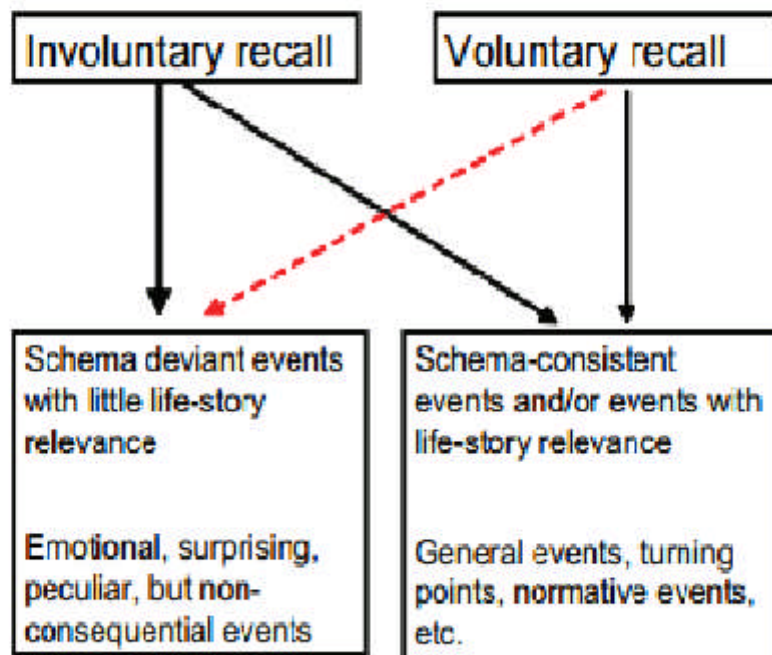 Involuntary recall
Voluntary recall
Schema deviant events
with little life-story
relevance
Emotional, surprising,
peculiar, but non-
consequential events
Schema-consistent
events and/or events with
life-story relevance
General events, turning
points, normative events,
etc.